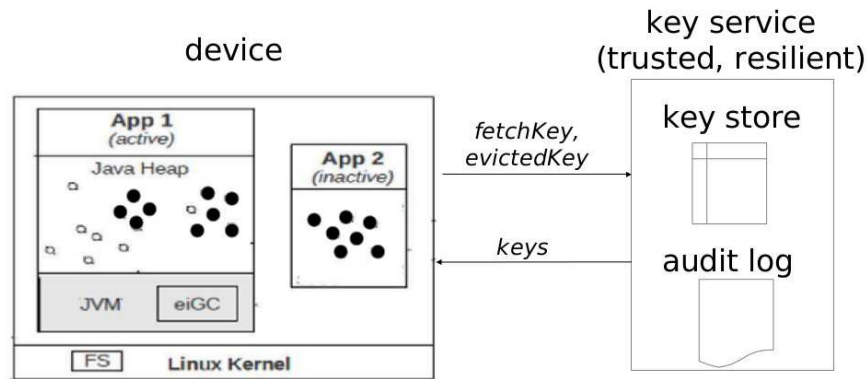 device
key service
(trusted, resilient)
App 1
(active)
Java Heap
App 2
(inactive)
JVM
eiGC
FS
Linux Kernel
fetchKey,
evictedKey
keys
key store
audit log